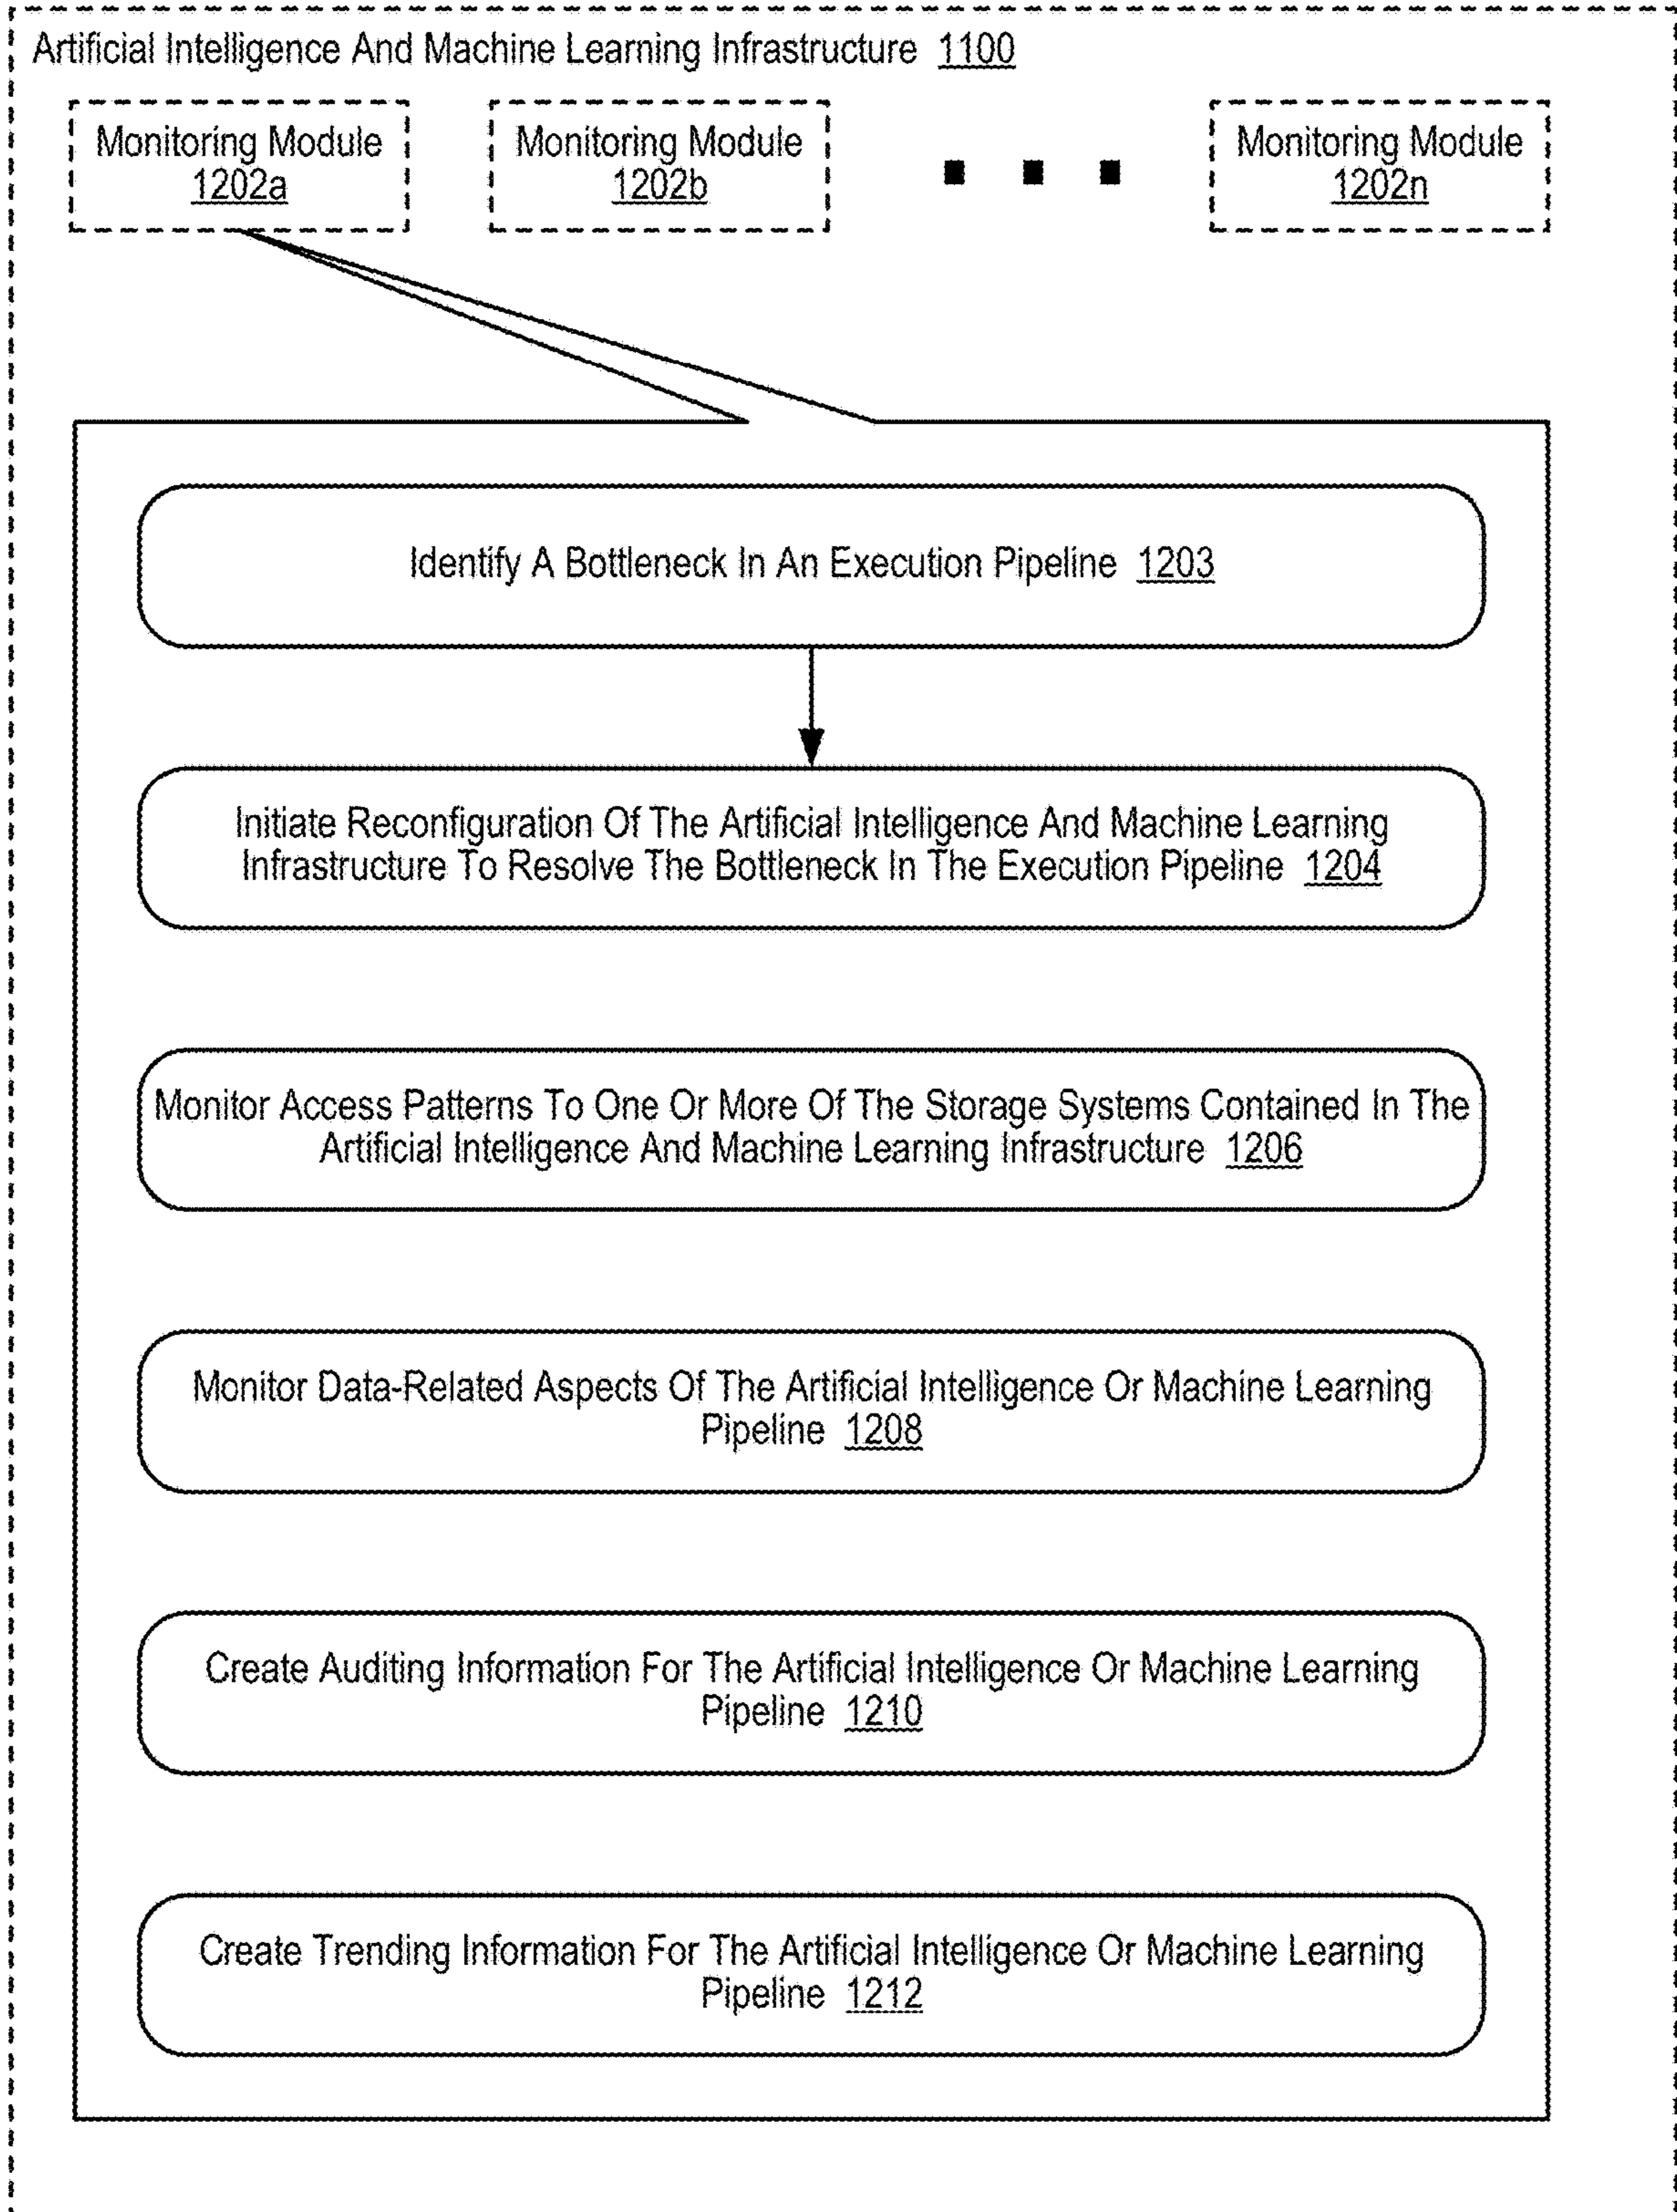 Artificial Intelligence And Machine Learning Infrastructure 1100
Monitoring Module
1202a
Monitoring Module
1202b
Monitoring Module
1202n
Identify A Bottleneck In An Execution Pipeline 1203
Initiate Reconfiguration Of The Artificial Intelligence And Machine Learning
Infrastructure To Resolve The Bottleneck In The Execution Pipeline 1204
Monitor Access Patterns To One Or More Of The Storage Systems Contained In The
Artificial Intelligence And Machine Learning Infrastructure 1206
Monitor Data-Related Aspects Of The Artificial Intelligence Or Machine Learning
Pipeline 1208
Create Auditing Information For The Artificial Intelligence Or Machine Learning
Pipeline 1210
Create Trending Information For The Artificial Intelligence Or Machine Learning
Pipeline 1212